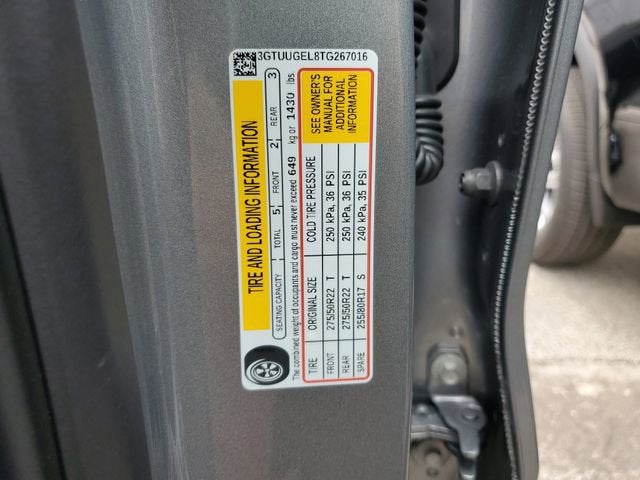 3GTUUGEL8TG267016
TIRE AND LOADING INFORMATION
SEATING CAPACITY TOTAL 5 FRONT 2 REAR 3
The combined weight of occupants and cargo must never exceed 649 kg or 1430 lbs.
TIRE ORIGINAL SIZE COLD TIRE PRESSURE
FRONT 275/50R22 T 250 kPa, 36 PSI
REAR 275/50R22 T 250 kPa, 36 PSI
SPARE 255/80R17 S 240 kPa, 35 PSI
SEE OWNER'S
MANUAL FOR
ADDITIONAL
INFORMATION